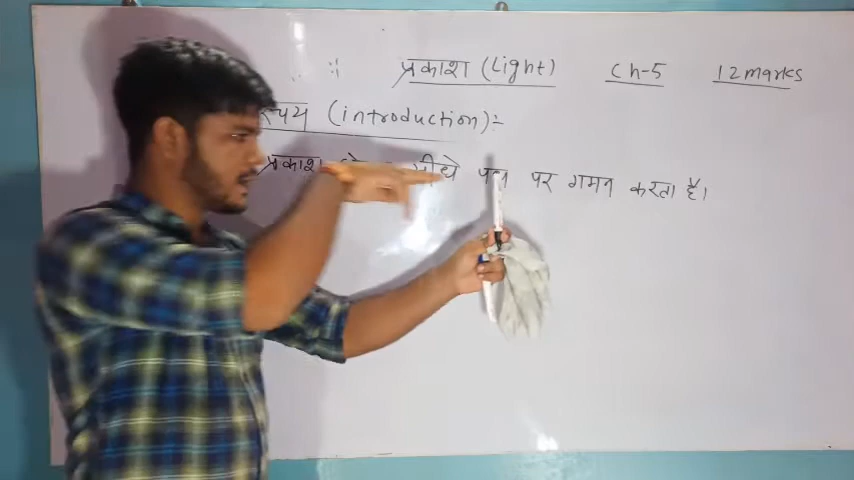 प्रकाश (Light) Ch-5 12marks
(introduction):-
प्रकाश पर गमन करता है।